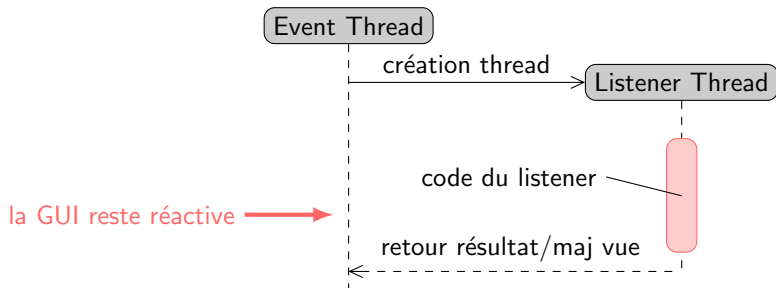 Event Thread
création thread
Listener Thread
code du listener
la GUI reste réactive
retour résultat/maj vue